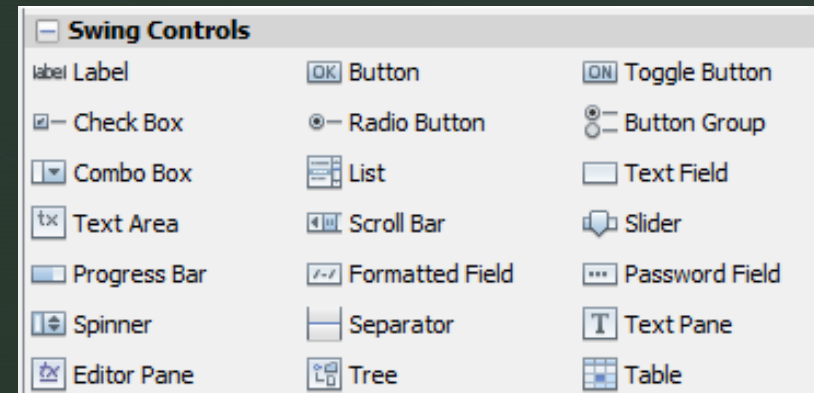 Swing Controls
label Label OK Button ON Toggle Button
Check Box Radio Button Button Group
Combo Box List Text Field
tx Text Area Scroll Bar Slider
Progress Bar Formatted Field Password Field
Spinner Separator T Text Pane
Editor Pane Tree Table